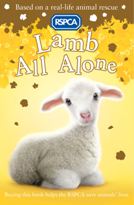 Based on a real-life animal rescue
RSPCA
Lamb
All Alone
Buying this book helps the RSPCA save animals' lives